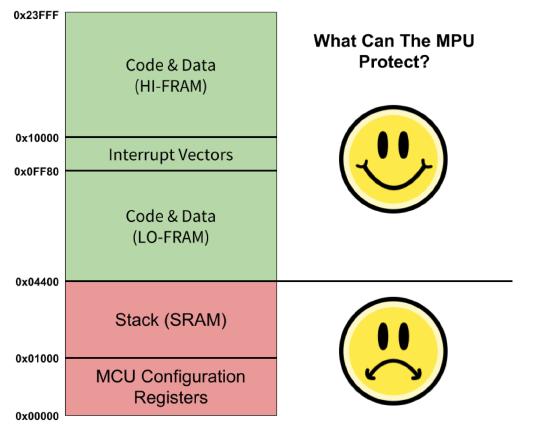 0x23FFF
What Can The MPU
Protect?
Code & Data
(HI-FRAM)
0x10000
Interrupt Vectors
0x0FF80
Code & Data
(LO-FRAM)
0x04400
Stack (SRAM)
0x01000
MCU Configuration
Registers
0x00000